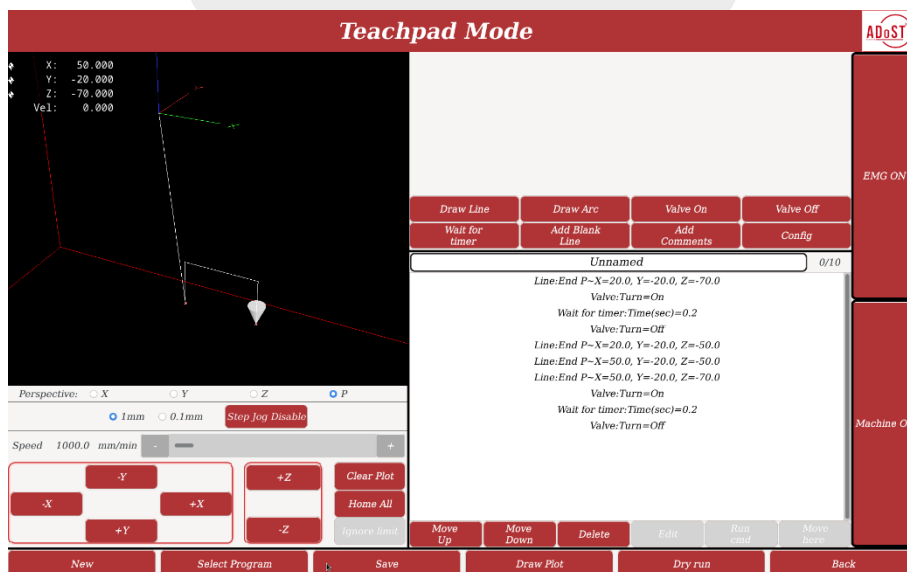 Teachpad Mode
ADoST
X: 50.000
Y: -20.000
Z: -70.000
Vel: 0.000
EMG ON
Draw Line
Draw Arc
Valve On
Valve Off
Wait for
timer
Add Blank
Line
Add
Comments
Config
Unnamed
0/10
Line:End P~X=20.0, Y=-20.0, Z=-70.0
Valve:Turn=On
Wait for timer:Time(sec)=0.2
Valve:Turn=Off
Line:End P~X=20.0, Y=-20.0, Z=-50.0
Line:End P~X=50.0, Y=-20.0, Z=-50.0
Line:End P~X=50.0, Y=-20.0, Z=-70.0
Valve:Turn=On
Wait for timer:Time(sec)=0.2
Valve:Turn=Off
Perspective: X Y Z P
1mm 0.1mm Step Jog Disable
Speed 1000.0 mm/min - +
-Y
-X
+X
+Y
+Z
-Z
Clear Plot
Home All
Ignore limit
Machine O
Move
Up
Move
Down
Delete
Edit
Run
cmd
Move
here
New
Select Program
Save
Draw Plot
Dry run
Back